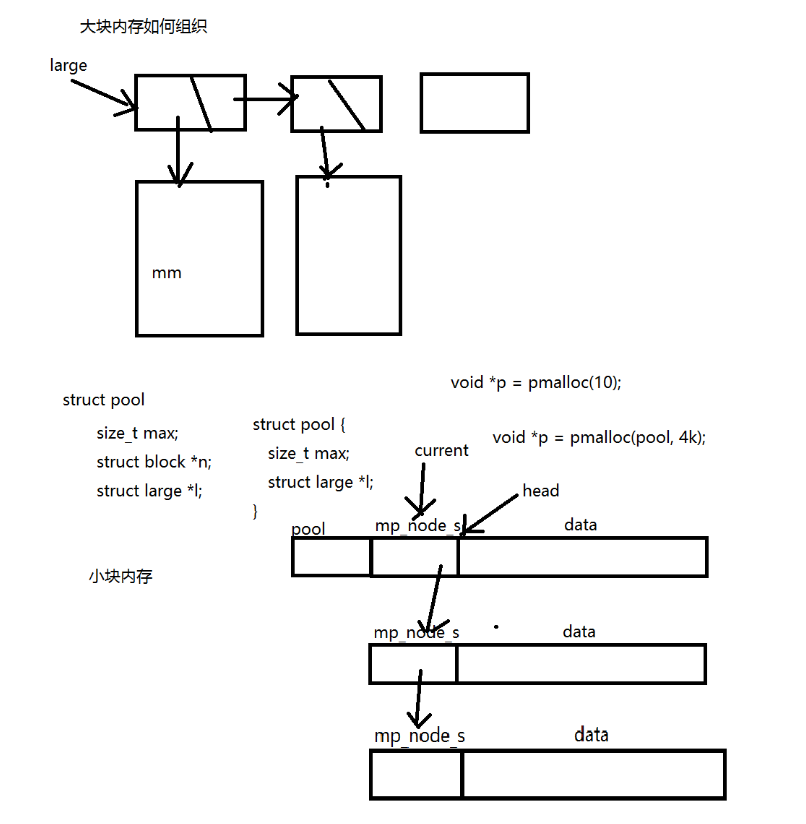 大块内存如何组织
large
mm
void *p = pmalloc(10);
struct pool
size_t max;
struct block *n;
struct large *l;
struct pool {
size_t max;
struct large *l;
}
void *p = pmalloc(pool, 4k);
current
head
pool
mp_node_s
data
小块内存
mp_node_s
data
mp_node_s
data